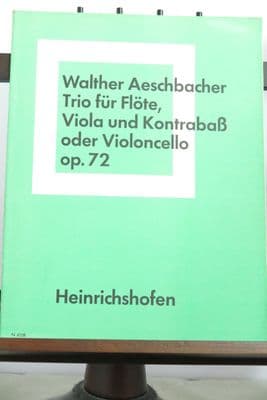 Walther Aeschbacher
Trio für Flöte,
Viola und Kontrabaß
oder Violoncello
op. 72
Heinrichshofen